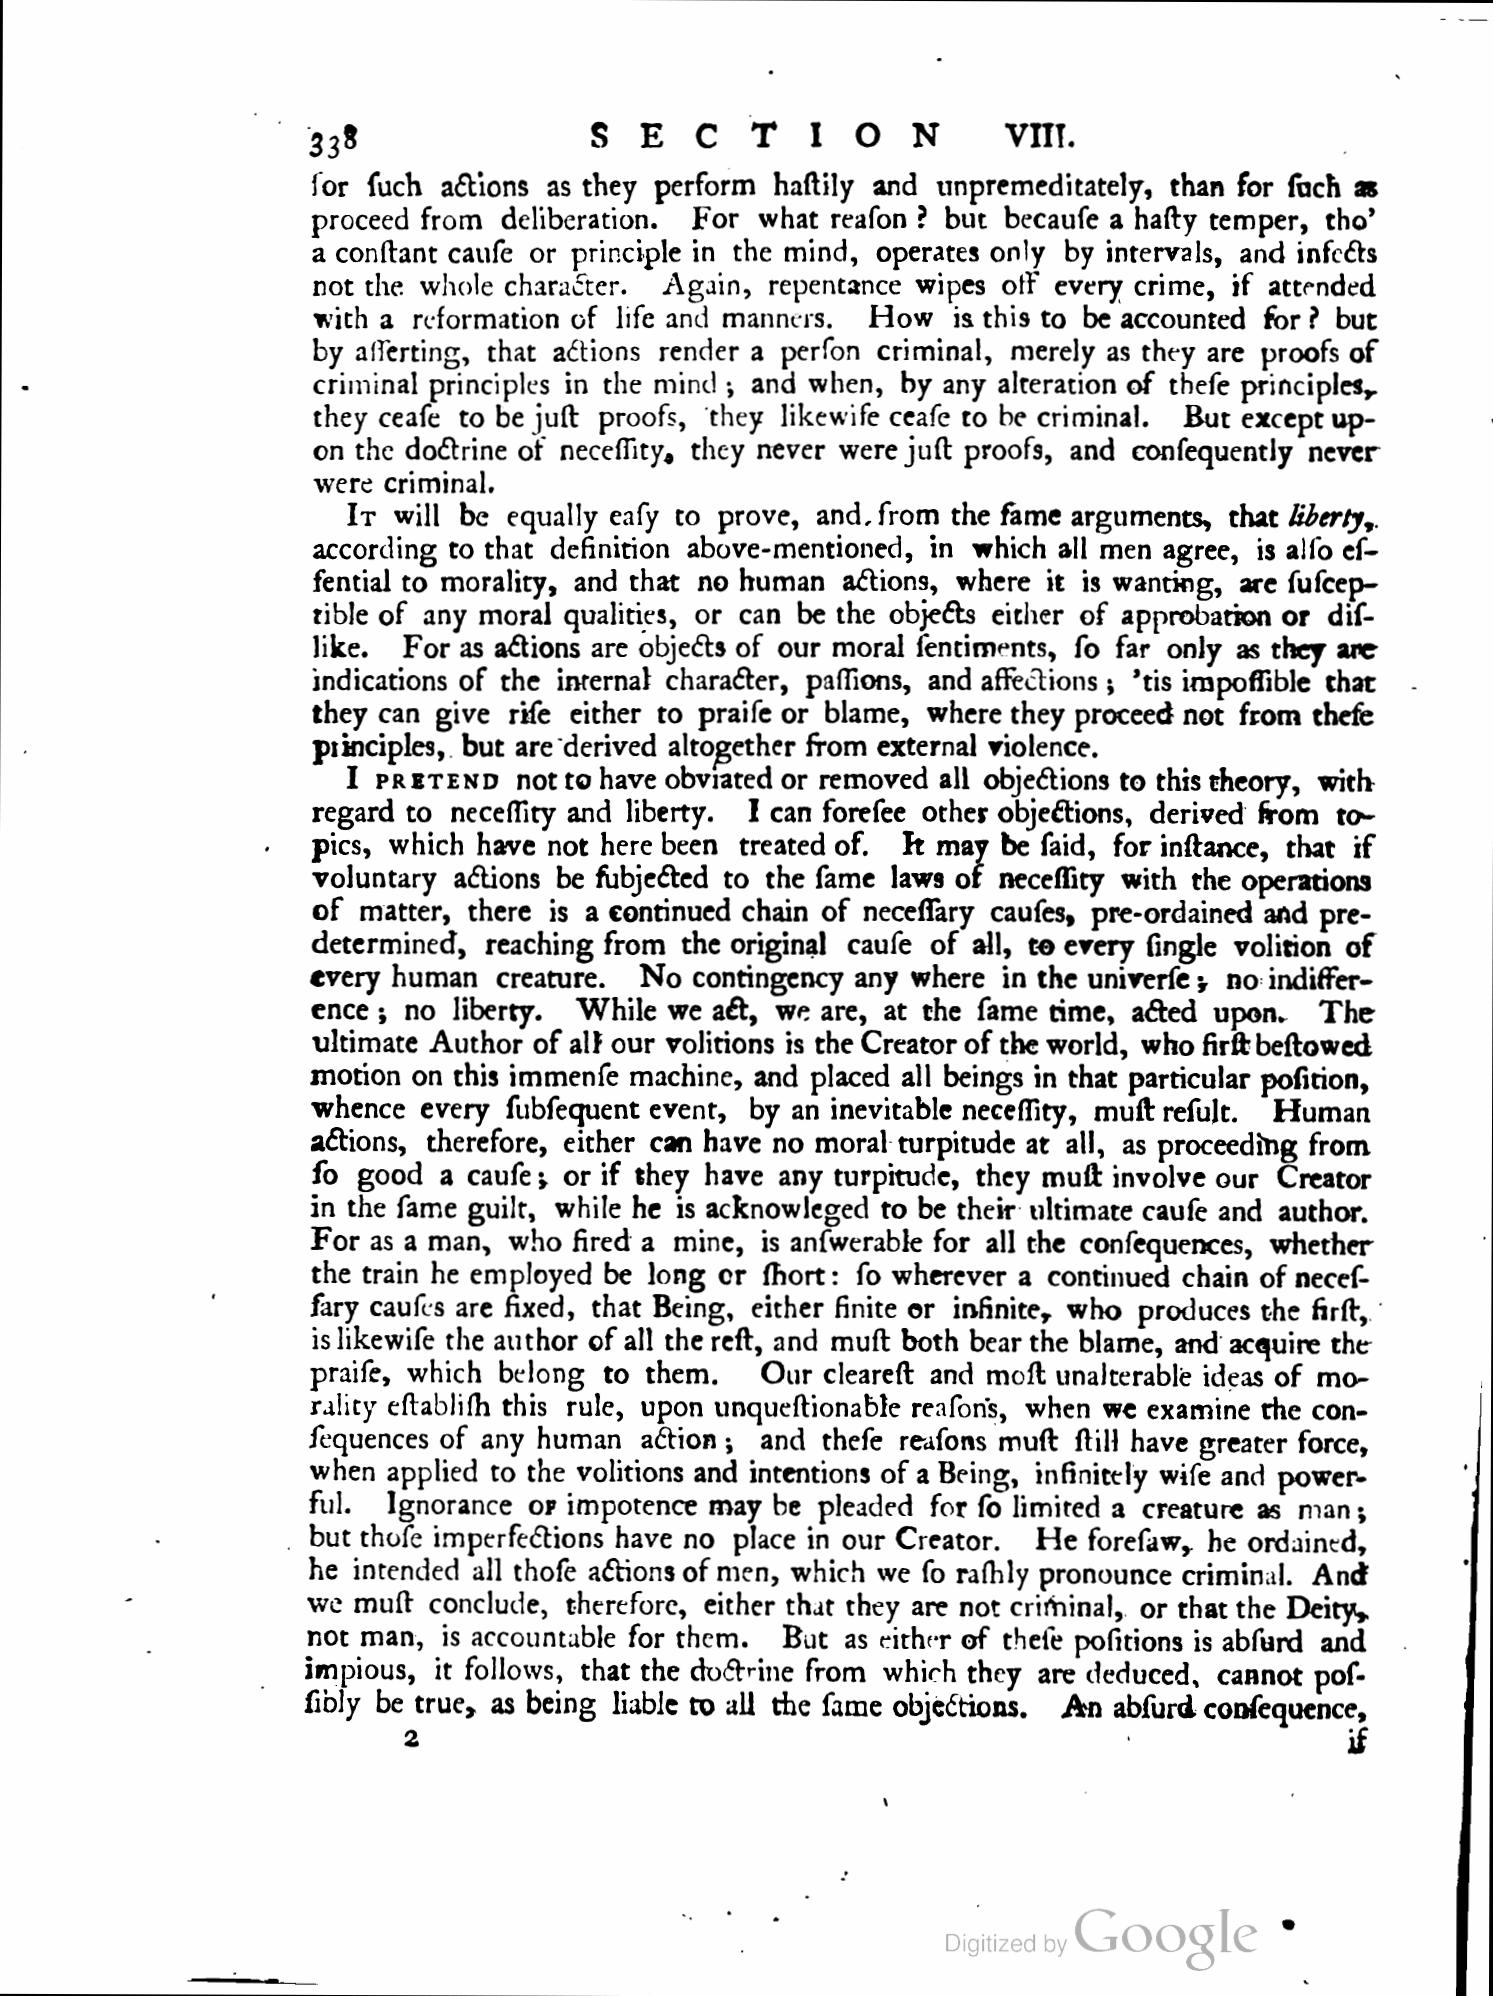 338 SECTION VIII.
for ſuch actions as they perform haſtily and unpremeditately, than for ſuch as
proceed from deliberation. For what reaſon ? but becauſe a haſty temper, tho’
a conſtant cauſe or principle in the mind, operates only by intervals, and infects
not the whole character. Again, repentance wipes off every crime, if attended
with a reformation of life and manners. How is this to be accounted for ? but
by aſſerting, that actions render a perſon criminal, merely as they are proofs of
criminal principles in the mind ; and when, by any alteration of theſe principles,
they ceaſe to be juſt proofs, they likewiſe ceaſe to be criminal. But except up-
on the doctrine of neceſſity, they never were juſt proofs, and conſequently never
were criminal.
IT will be equally eaſy to prove, and from the ſame arguments, that liberty,
according to that definition above-mentioned, in which all men agree, is alſo eſ-
ſential to morality, and that no human actions, where it is wanting, are ſuſcep-
tible of any moral qualities, or can be the objects either of approbation or diſ-
like. For as actions are objects of our moral ſentiments, ſo far only as they are
indications of the internal character, paſſions, and affections ; ’tis impoſſible that
they can give riſe either to praiſe or blame, where they proceed not from theſe
principles, but are derived altogether from external violence.
I PRETEND not to have obviated or removed all objections to this theory, with
regard to neceſſity and liberty. I can foreſee other objections, derived from to-
pics, which have not here been treated of. It may be ſaid, for inſtance, that if
voluntary actions be ſubjected to the ſame laws of neceſſity with the operations
of matter, there is a continued chain of neceſſary cauſes, pre-ordained and pre-
determined, reaching from the original cauſe of all, to every ſingle volition of
every human creature. No contingency any where in the univerſe ; no indiffer-
ence ; no liberty. While we act, we are, at the ſame time, acted upon. The
ultimate Author of all our volitions is the Creator of the world, who firſt beſtowed
motion on this immenſe machine, and placed all beings in that particular poſition,
whence every ſubſequent event, by an inevitable neceſſity, muſt reſult. Human
actions, therefore, either can have no moral turpitude at all, as proceeding from
ſo good a cauſe ; or if they have any turpitude, they muſt involve our Creator
in the ſame guilt, while he is acknowleged to be their ultimate cauſe and author.
For as a man, who fired a mine, is anſwerable for all the conſequences, whether
the train he employed be long or ſhort : ſo wherever a continued chain of neceſ-
ſary cauſes are fixed, that Being, either finite or infinite, who produces the firſt,
is likewiſe the author of all the reſt, and muſt both bear the blame, and acquire the
praiſe, which belong to them. Our cleareſt and moſt unalterable ideas of mo-
rality eſtabliſh this rule, upon unqueſtionable reaſons, when we examine the con-
ſequences of any human action ; and theſe reaſons muſt ſtill have greater force,
when applied to the volitions and intentions of a Being, infinitely wiſe and power-
ful. Ignorance or impotence may be pleaded for ſo limited a creature as man ;
but thoſe imperfections have no place in our Creator. He foreſaw, he ordained,
he intended all thoſe actions of men, which we ſo raſhly pronounce criminal. And
we muſt conclude, therefore, either that they are not criminal, or that the Deity,
not man, is accountable for them. But as either of theſe poſitions is abſurd and
impious, it follows, that the doctrine from which they are deduced, cannot poſ-
ſibly be true, as being liable to all the ſame objections. An abſurd conſequence,
2 if
Digitized by Google